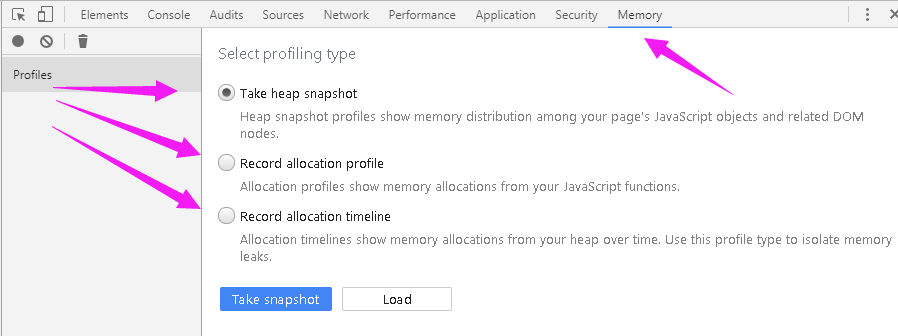 Elements Console Audits Sources Network Performance Application Security Memory
Profiles
Select profiling type
Take heap snapshot
Heap snapshot profiles show memory distribution among your page's JavaScript objects and related DOM
nodes.
Record allocation profile
Allocation profiles show memory allocations from your JavaScript functions.
Record allocation timeline
Allocation timelines show memory allocations from your heap over time. Use this profile type to isolate memory
leaks.
Take snapshot Load